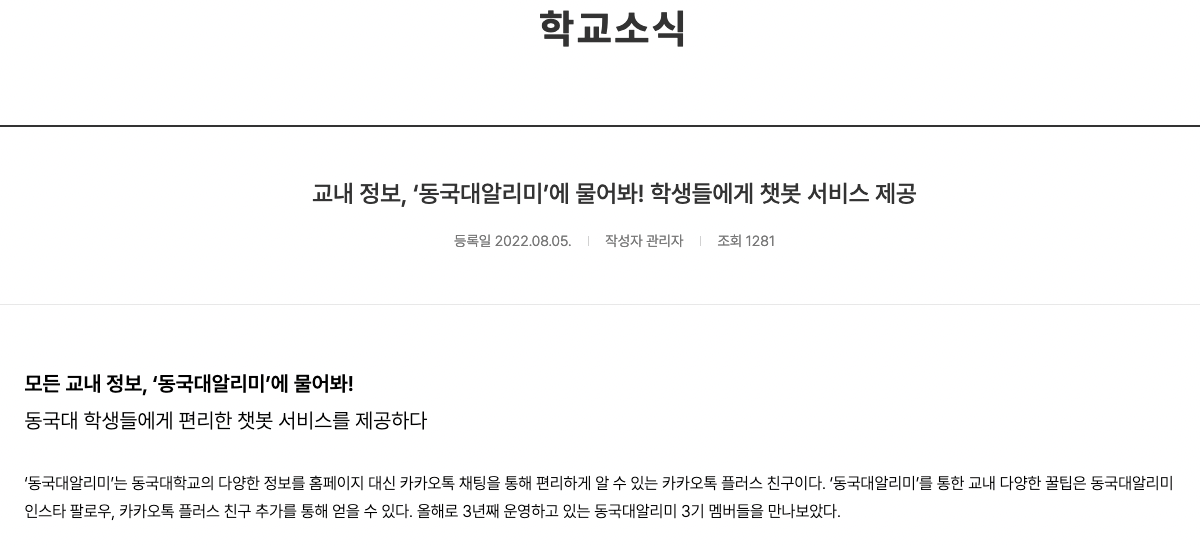 학교소식
교내 정보, ‘동국대알리미’에 물어봐! 학생들에게 챗봇 서비스 제공
등록일 2022.08.05. 작성자 관리자 조회 1281
모든 교내 정보, ‘동국대알리미’에 물어봐!
동국대 학생들에게 편리한 챗봇 서비스를 제공하다
‘동국대알리미’는 동국대학교의 다양한 정보를 홈페이지 대신 카카오톡 채팅을 통해 편리하게 알 수 있는 카카오톡 플러스 친구이다. ‘동국대알리미’를 통한 교내 다양한 꿀팁은 동국대알리미
인스타 팔로우, 카카오톡 플러스 친구 추가를 통해 얻을 수 있다. 올해로 3년째 운영하고 있는 동국대알리미 3기 멤버들을 만나보았다.